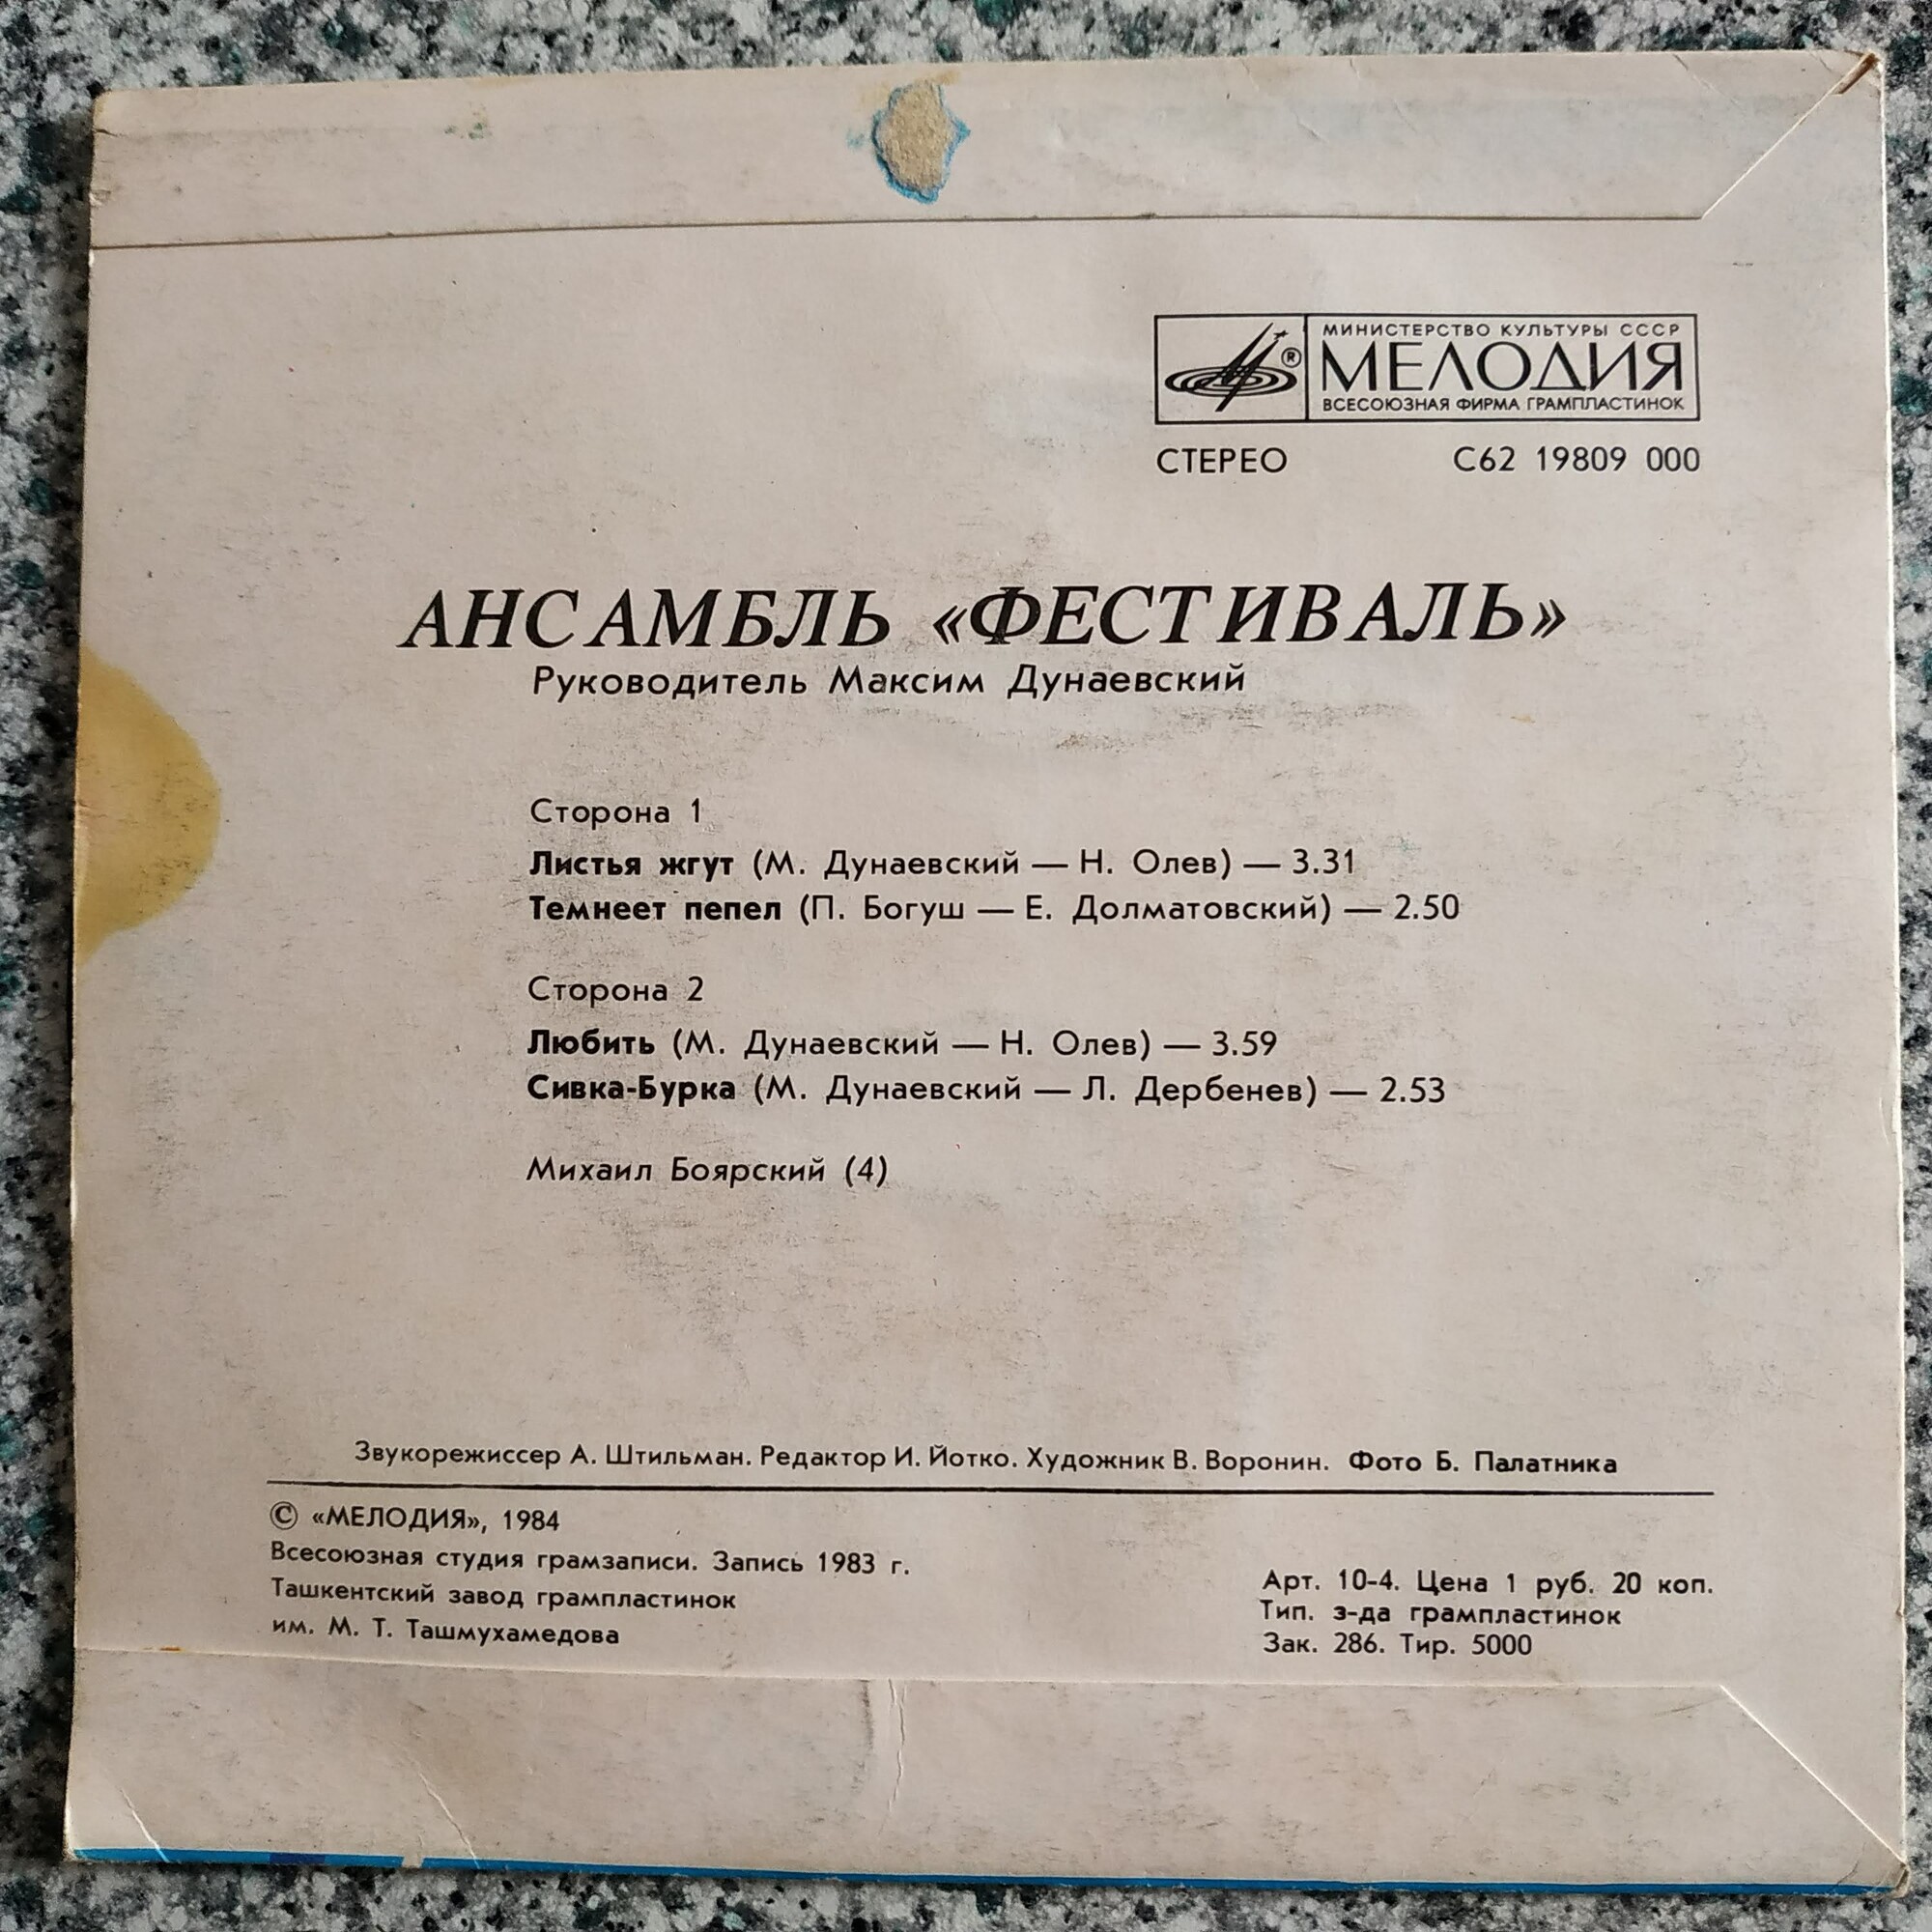 МИНИСТЕРСТВО КУЛЬТУРЫ СССР
МЕЛОДИЯ
ВСЕСОЮЗНАЯ ФИРМА ГРАМПЛАСТИНОК
®
СТЕРЕО С62 19809 000
АНСАМБЛЬ «ФЕСТИВАЛЬ»
Руководитель Максим Дунаевский
Сторона 1
Листья жгут (М. Дунаевский — Н. Олев) — 3.31
Темнеет пепел (П. Богуш — Е. Долматовский) — 2.50
Сторона 2
Любить (М. Дунаевский — Н. Олев) — 3.59
Сивка-Бурка (М. Дунаевский — Л. Дербенев) — 2.53
Михаил Боярский (4)
Звукорежиссер А. Штильман. Редактор И. Йотко. Художник В. Воронин. Фото Б. Палатника
© «МЕЛОДИЯ», 1984
Всесоюзная студия грамзаписи. Запись 1983 г.
Ташкентский завод грампластинок
им. М. Т. Ташмухамедова
Арт. 10-4. Цена 1 руб. 20 коп.
Тип. з-да грампластинок
Зак. 286. Тир. 5000